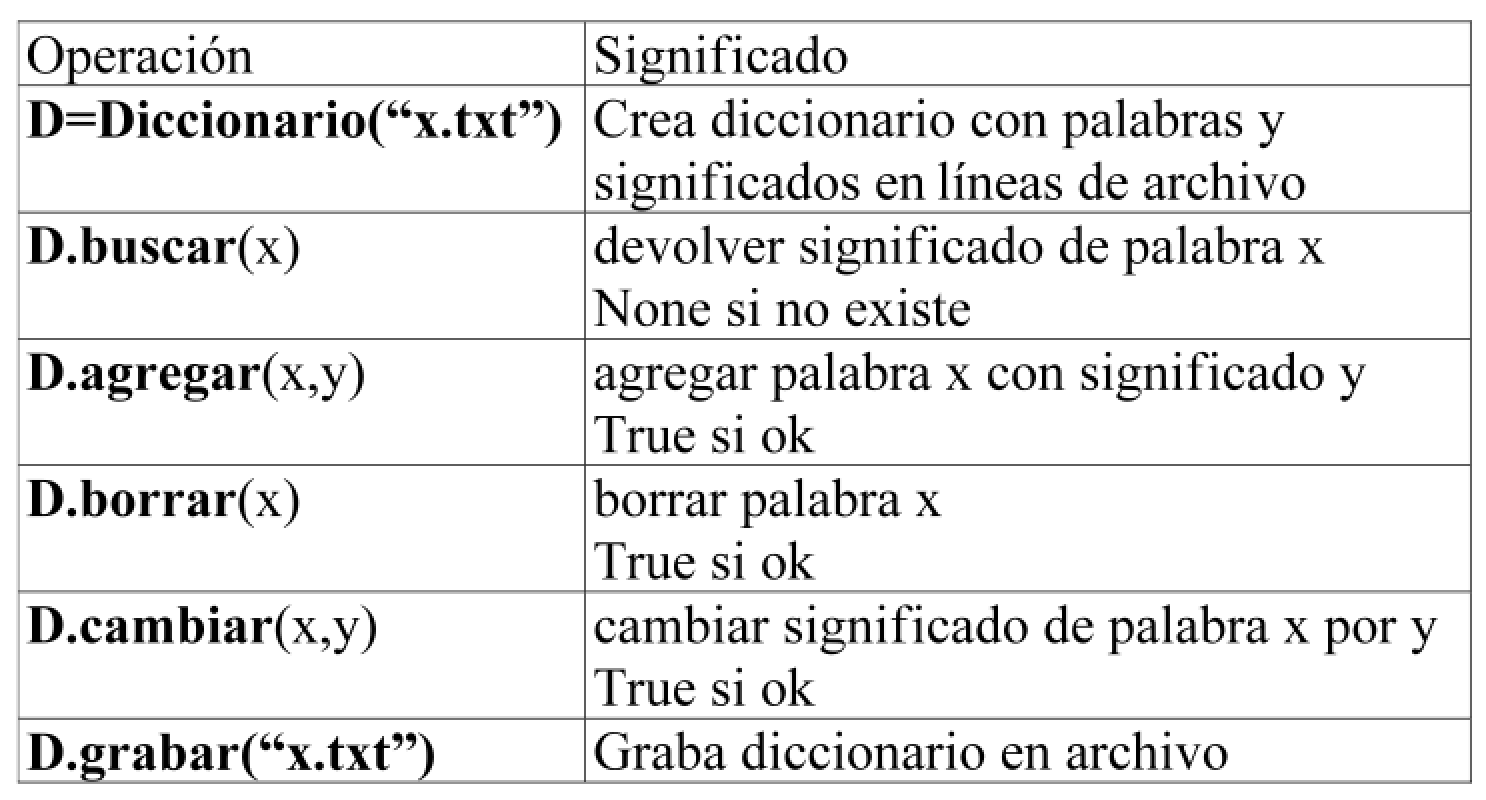 Operación
Significado
D=Diccionario(“x.txt”)
Crea diccionario con palabras y
significados en líneas de archivo
D.buscar(x)
devolver significado de palabra x
None si no existe
D.agregar(x,y)
agregar palabra x con significado y
True si ok
D.borrar(x)
borrar palabra x
True si ok
D.cambiar(x,y)
cambiar significado de palabra x por y
True si ok
D.grabar(“x.txt”)
Graba diccionario en archivo